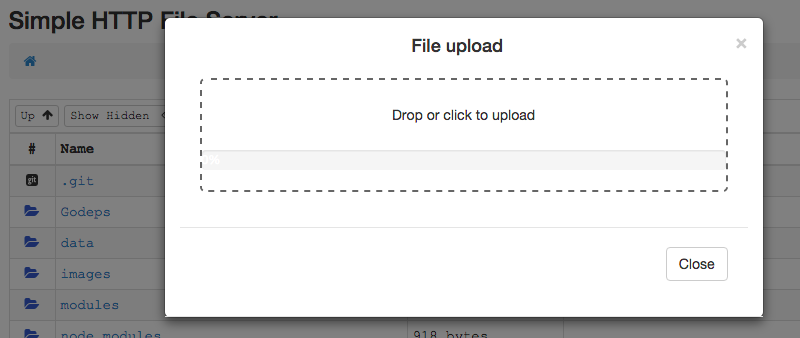 Simple HTTP File Server
File upload
×
Drop or click to upload
%
Up
Show Hidden
#
Name
git
.git
Godeps
data
images
modules
node_modules
918 bytes
Close